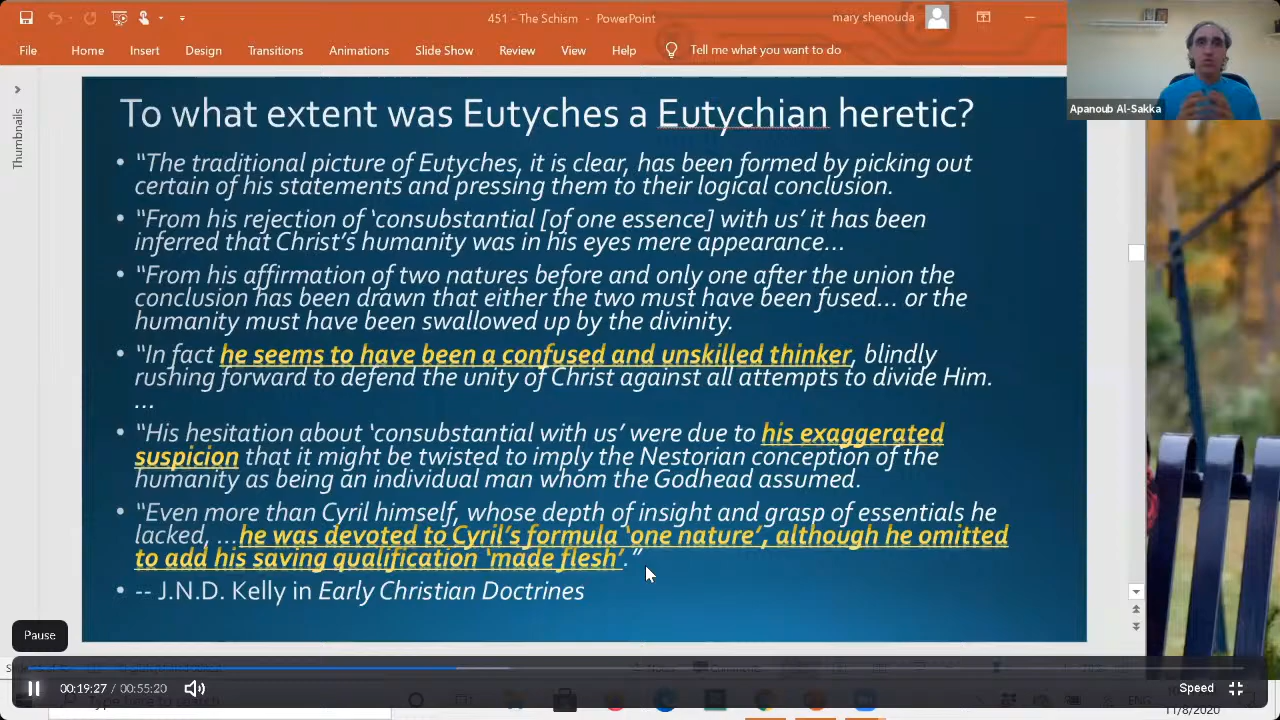 451 - The Schism - PowerPoint
mary shenouda
File Home Insert Design Transitions Animations Slide Show Review View Help Tell me what you want to do
Apanoub Al-Sakka
Thumbnails
To what extent was Eutyches a Eutychian heretic?
• “The traditional picture of Eutyches, it is clear, has been formed by picking out
certain of his statements and pressing them to their logical conclusion.
• “From his rejection of ‘consubstantial [of one essence] with us’ it has been
inferred that Christ’s humanity was in his eyes mere appearance…
• “From his affirmation of two natures before and only one after the union the
conclusion has been drawn that either the two must have been fused… or the
humanity must have been swallowed up by the divinity.
• “In fact he seems to have been a confused and unskilled thinker, blindly
rushing forward to defend the unity of Christ against all attempts to divide Him.
…
• “His hesitation about ‘consubstantial with us’ were due to his exaggerated
suspicion that it might be twisted to imply the Nestorian conception of the
humanity as being an individual man whom the Godhead assumed.
• “Even more than Cyril himself, whose depth of insight and grasp of essentials he
lacked, …he was devoted to Cyril’s formula ‘one nature’, although he omitted
to add his saving qualification ‘made flesh’.”
• -- J.N.D. Kelly in Early Christian Doctrines
Pause
00:19:27 / 00:55:20
Speed
ENG
11/8/2020